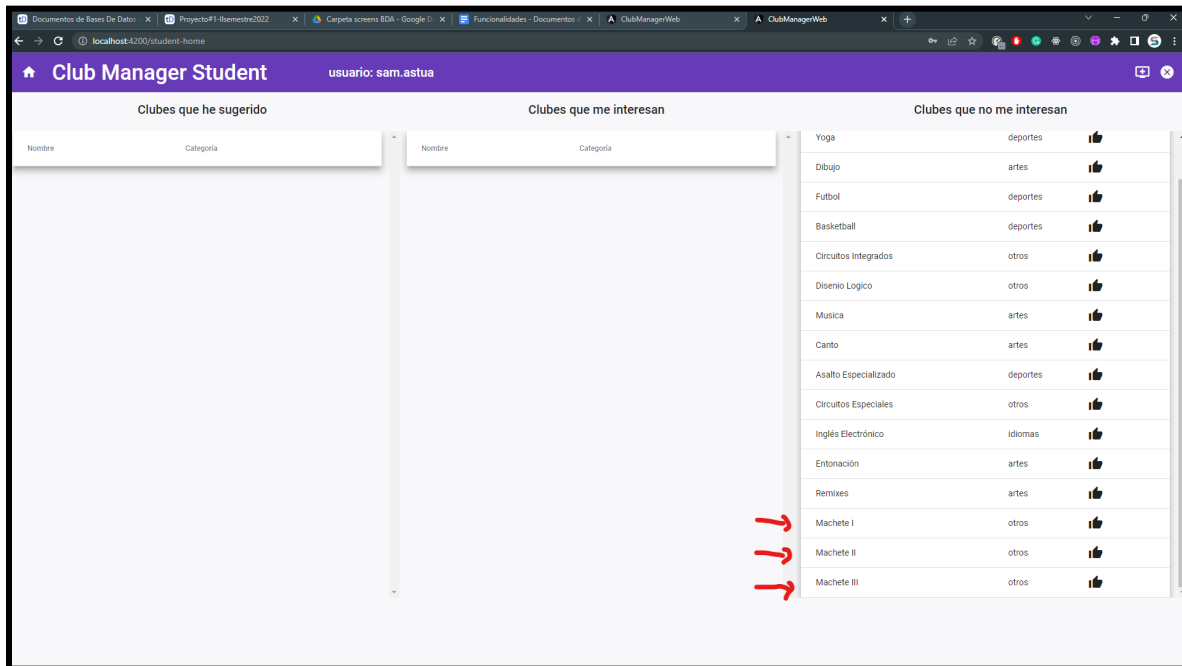 Documentos de Bases De Datos
Proyecto#1-IIsemestre2022
Carpeta screens BDA - Google D
Funcionalidades - Documentos d
ClubManagerWeb
ClubManagerWeb
localhost:4200/student-home
Club Manager Student
usuario: sam.astua
Clubes que he sugerido
Clubes que me interesan
Clubes que no me interesan
Nombre Categoría
Nombre Categoría
Yoga deportes
Dibujo artes
Futbol deportes
Basketball deportes
Circuitos Integrados otros
Disenio Logico otros
Musica artes
Canto artes
Asalto Especializado deportes
Circuitos Especiales otros
Inglés Electrónico idiomas
Entonación artes
Remixes artes
Machete I otros
Machete II otros
Machete III otros